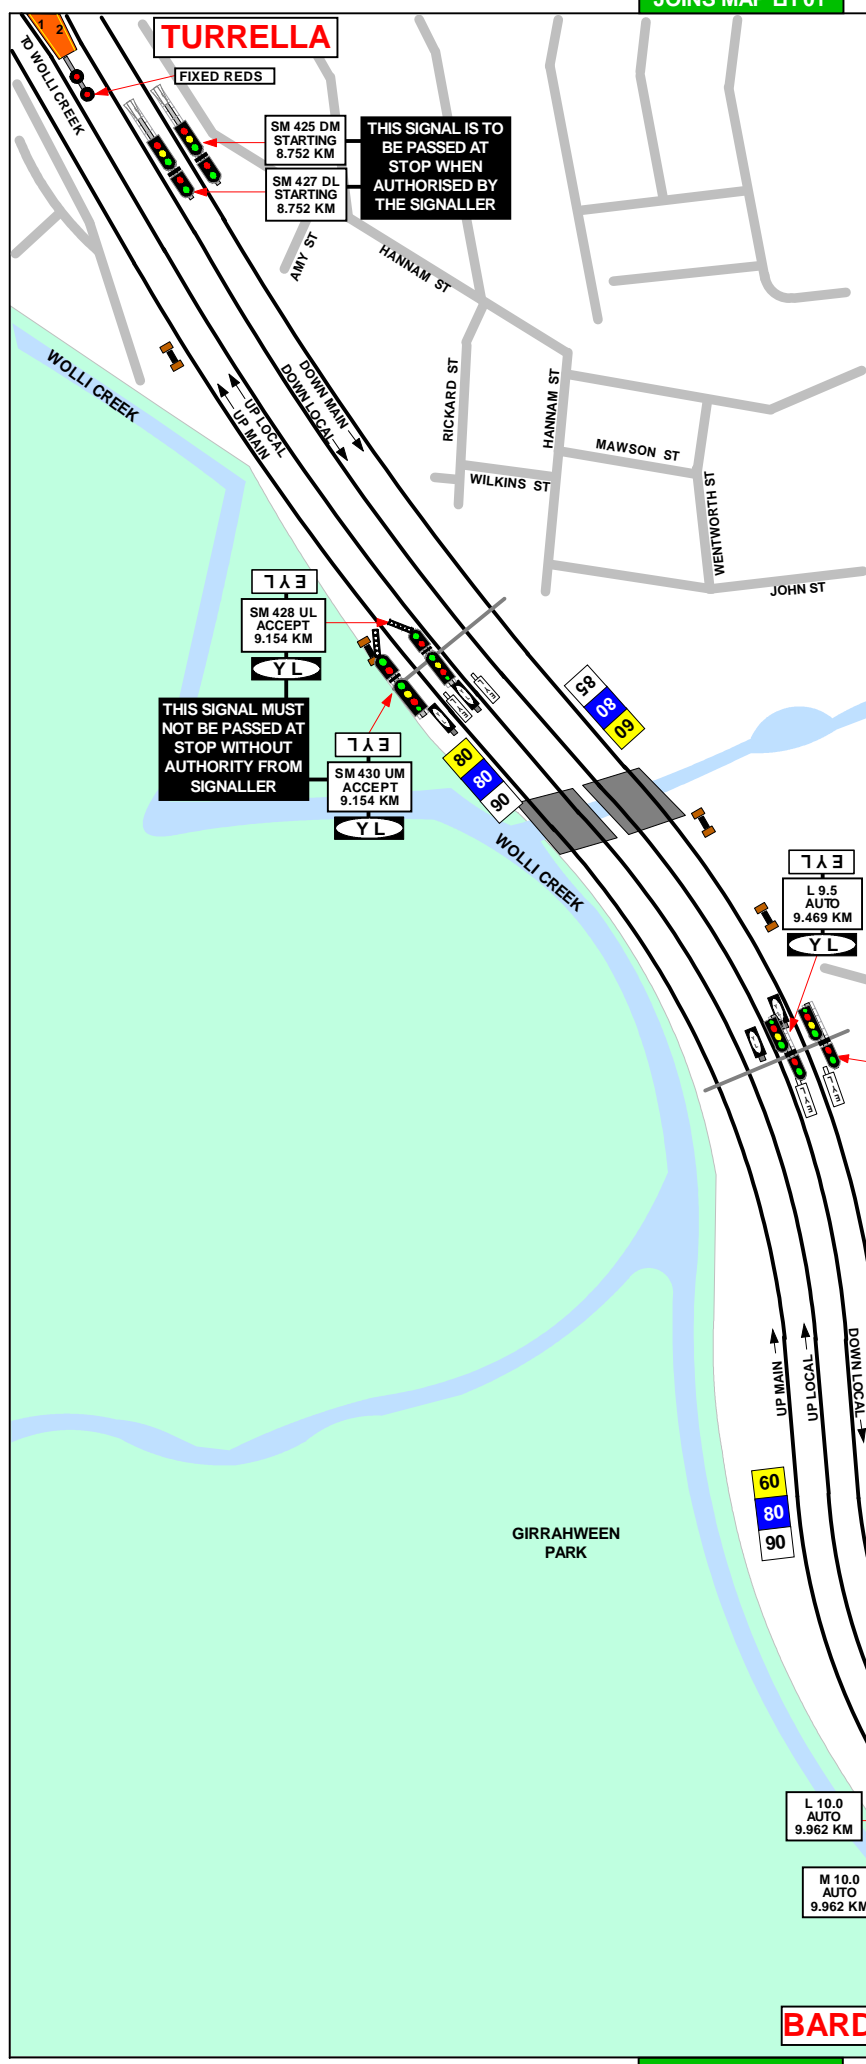 TURRELLA
1 2
TO WOLLI CREEK
FIXED REDS
SM 425 DM
STARTING
8.752 KM
SM 427 DL
STARTING
8.752 KM
THIS SIGNAL IS TO
BE PASSED AT
STOP WHEN
AUTHORISED BY
THE SIGNALLER
AMY ST
HANNAM ST
WOLLI CREEK
UP LOCAL
UP MAIN
DOWN MAIN
DOWN LOCAL
RICKARD ST
HANNAM ST
MAWSON ST
WILKINS ST
WENTWORTH ST
JOHN ST
EYL
SM 428 UL
ACCEPT
9.154 KM
YL
THIS SIGNAL MUST
NOT BE PASSED AT
STOP WITHOUT
AUTHORITY FROM
SIGNALLER
EYL
SM 430 UM
ACCEPT
9.154 KM
YL
85
80
60
80
80
90
WOLLI CREEK
EYL
L 9.5
AUTO
9.469 KM
YL
EYL
EYL
UP MAIN
UP LOCAL
DOWN LOCAL
60
80
90
GIRRAHWEEN
PARK
L 10.0
AUTO
9.962 KM
M 10.0
AUTO
9.962 KM
BARD